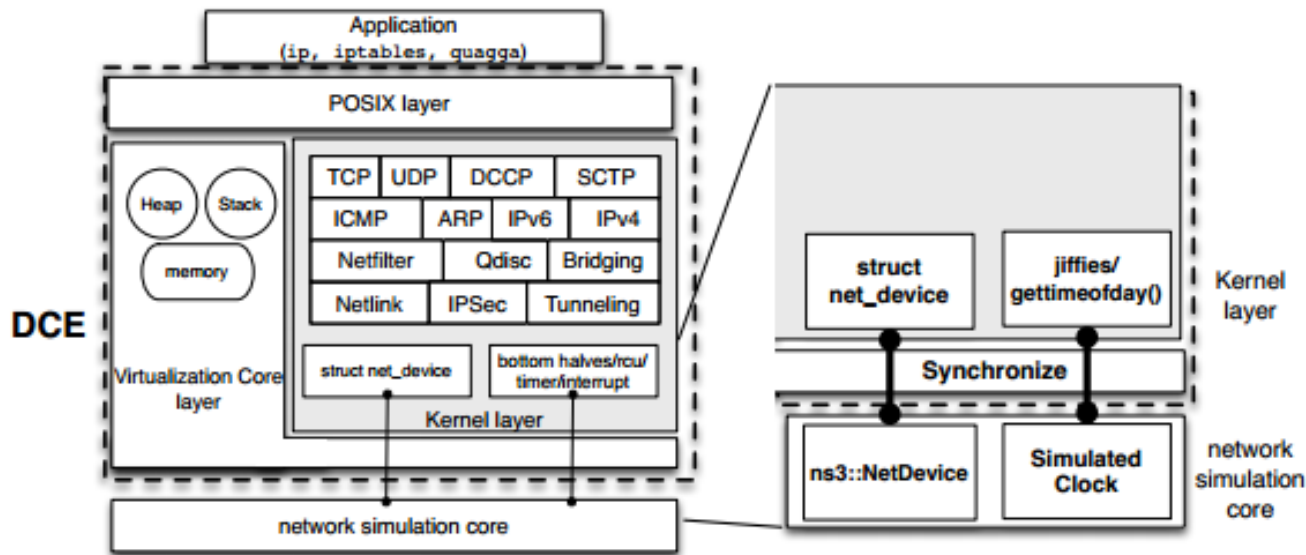 Application
(ip, iptables, quagga)
POSIX layer
Heap
Stack
memory
DCE
Virtualization Core
layer
TCP UDP DCCP SCTP
ICMP ARP IPv6 IPv4
Netfilter Qdisc Bridging
Netlink IPSec Tunneling
struct net_device
bottom halves/rcu/
timer/interrupt
Kernel layer
network simulation core
struct
net_device
jiffies/
gettimeofday()
Kernel
layer
Synchronize
ns3::NetDevice
Simulated
Clock
network
simulation
core